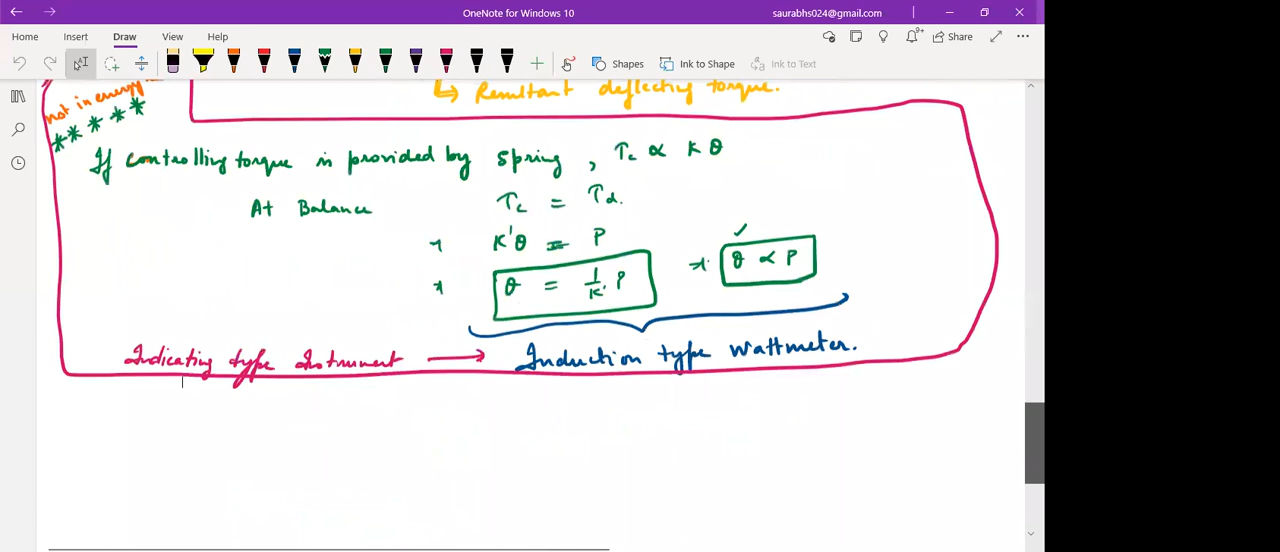 OneNote for Windows 10
saurabhs024@gmail.com
Home Insert Draw View Help
Share
Shapes
Ink to Shape
Ink to Text
not in energy
↳ Resultant deflecting torque.
*****
If controlling torque is provided by spring, Tc ∝ Kθ
At Balance Tc = Td.
K'θ = P
θ = 1/K' P
θ ∝ P
Indicating type Instrument → Induction type Wattmeter.